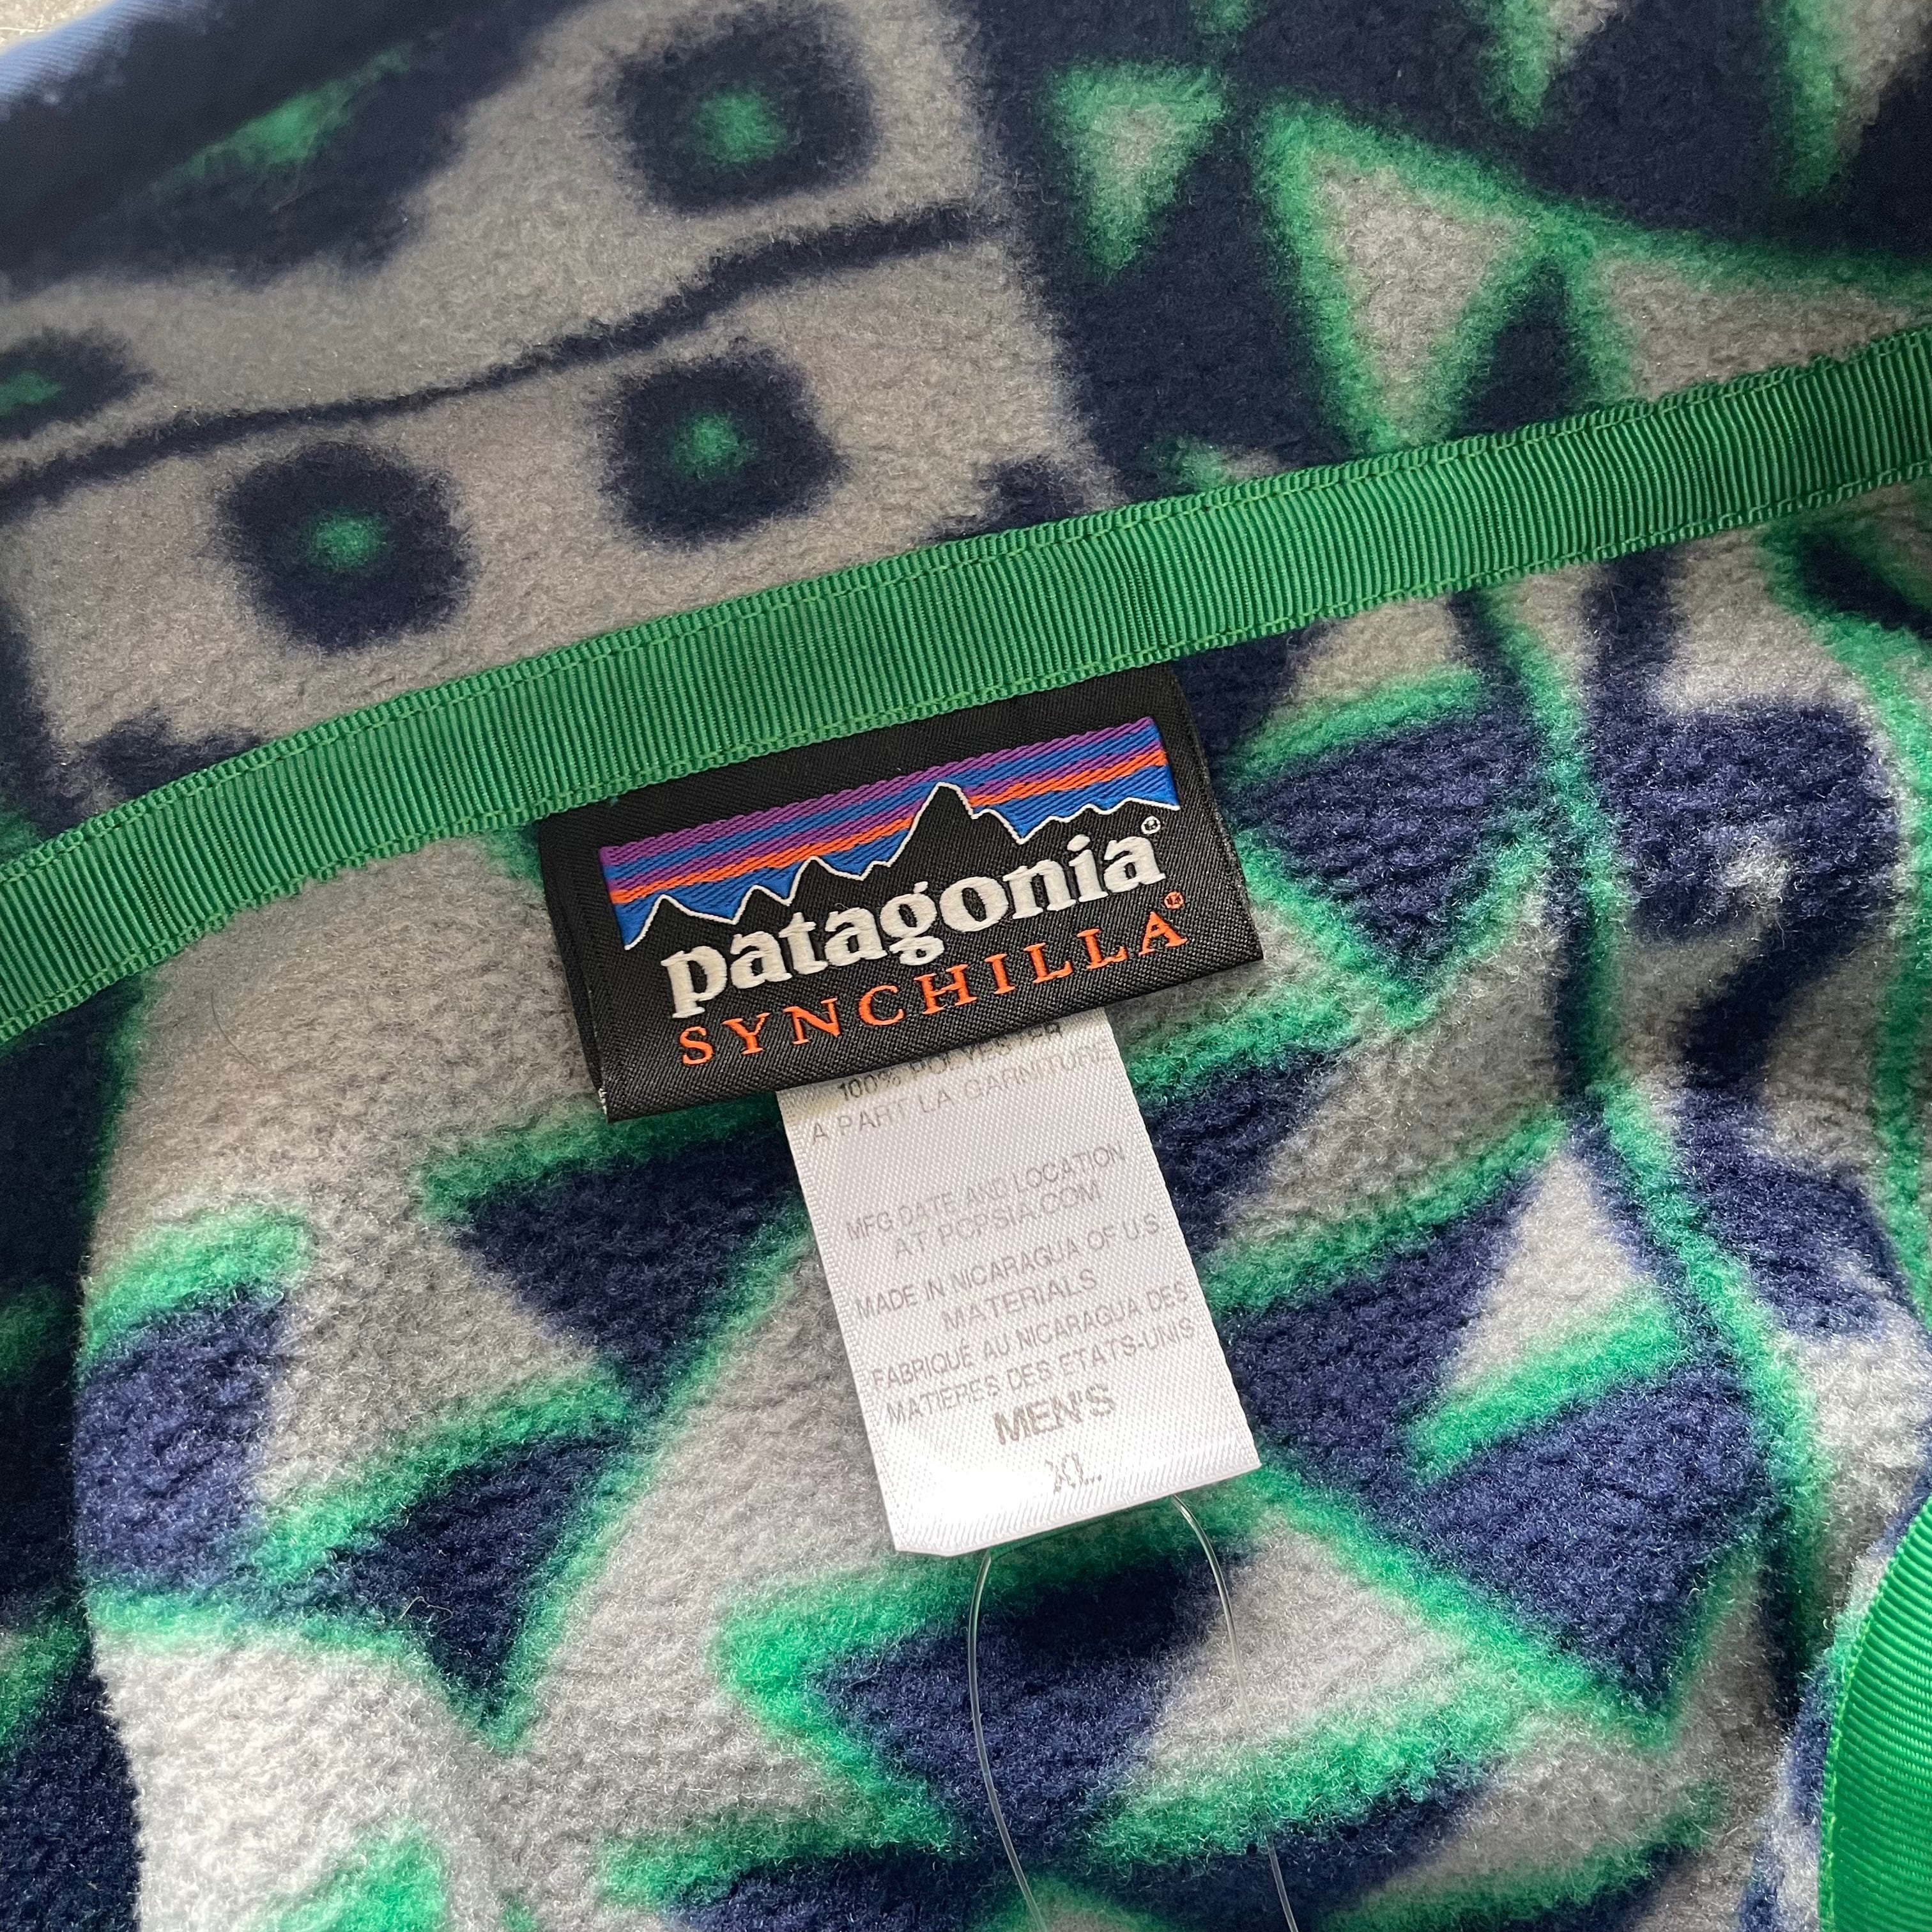 patagonia®
SYNCHILLA®
100% POLYESTER
À PART LA GARNITURE
MFG DATE AND LOCATION
AT PCPSIA.COM
MADE IN NICARAGUA OF U.S.
MATERIALS
FABRIQUÉ AU NICARAGUA DES
MATIÈRES DES ETATS-UNIS
MEN'S
XL